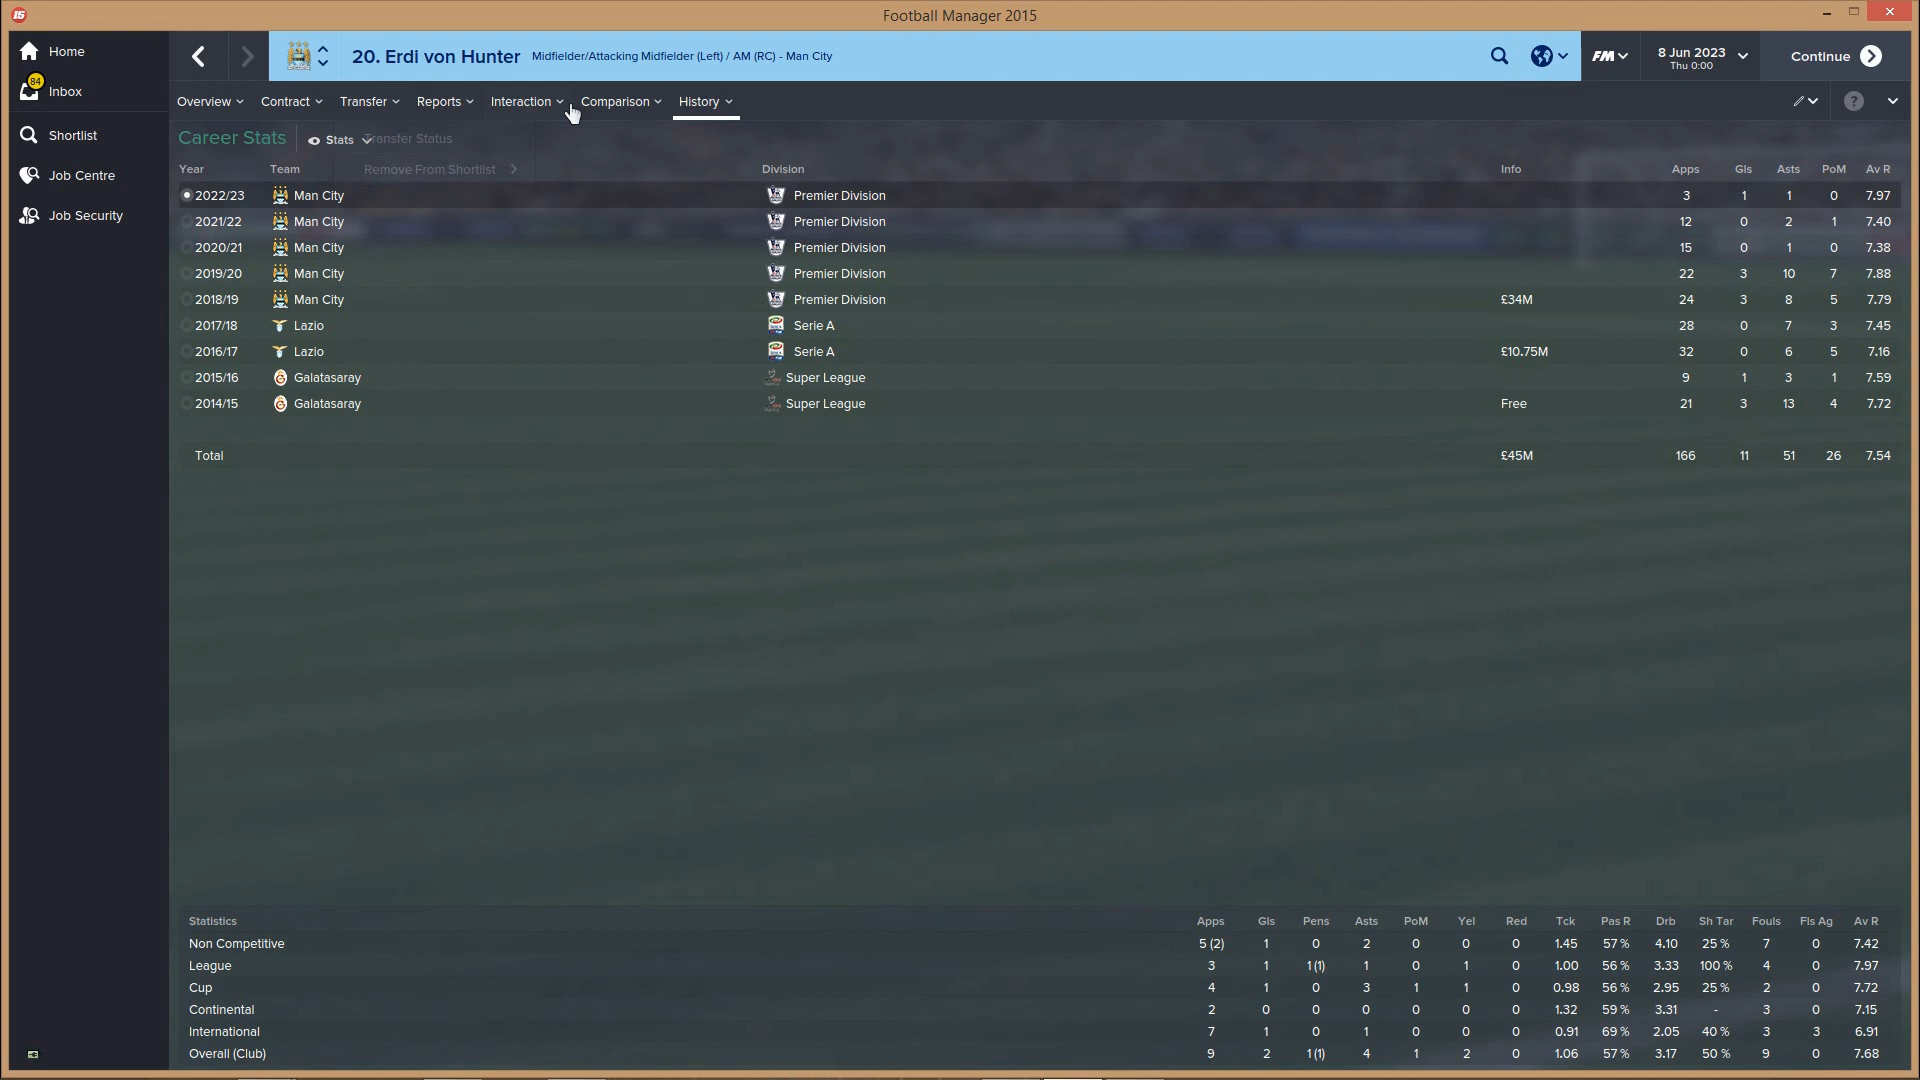 Football Manager 2015
Home
84
Inbox
Shortlist
Job Centre
Job Security
20. Erdi von Hunter Midfielder/Attacking Midfielder (Left) / AM (RC) - Man City
FM
8 Jun 2023
Thu 0:00
Continue
Overview Contract Transfer Reports Interaction Comparison History ?
Career Stats Stats Transfer Status
Remove From Shortlist
Year Team Division Info Apps Gls Asts PoM Av R
2022/23 Man City Premier Division 3 1 1 0 7.97
2021/22 Man City Premier Division 12 0 2 1 7.40
2020/21 Man City Premier Division 15 0 1 0 7.38
2019/20 Man City Premier Division 22 3 10 7 7.88
2018/19 Man City Premier Division £34M 24 3 8 5 7.79
2017/18 Lazio Serie A 28 0 7 3 7.45
2016/17 Lazio Serie A £10.75M 32 0 6 5 7.16
2015/16 Galatasaray Super League 9 1 3 1 7.59
2014/15 Galatasaray Super League Free 21 3 13 4 7.72
Total £45M 166 11 51 26 7.54
Statistics Apps Gls Pens Asts PoM Yel Red Tck Pas R Drb Sh Tar Fouls Fls Ag Av R
Non Competitive 5 (2) 1 0 2 0 0 0 1.45 57 % 4.10 25 % 7 0 7.42
League 3 1 1 (1) 1 0 1 0 1.00 56 % 3.33 100 % 4 0 7.97
Cup 4 1 0 3 1 1 0 0.98 56 % 2.95 25 % 2 0 7.72
Continental 2 0 0 0 0 0 0 1.32 59 % 3.31 - 3 0 7.15
International 7 1 0 1 0 0 0 0.91 69 % 2.05 40 % 3 3 6.91
Overall (Club) 9 2 1 (1) 4 1 2 0 1.06 57 % 3.17 50 % 9 0 7.68